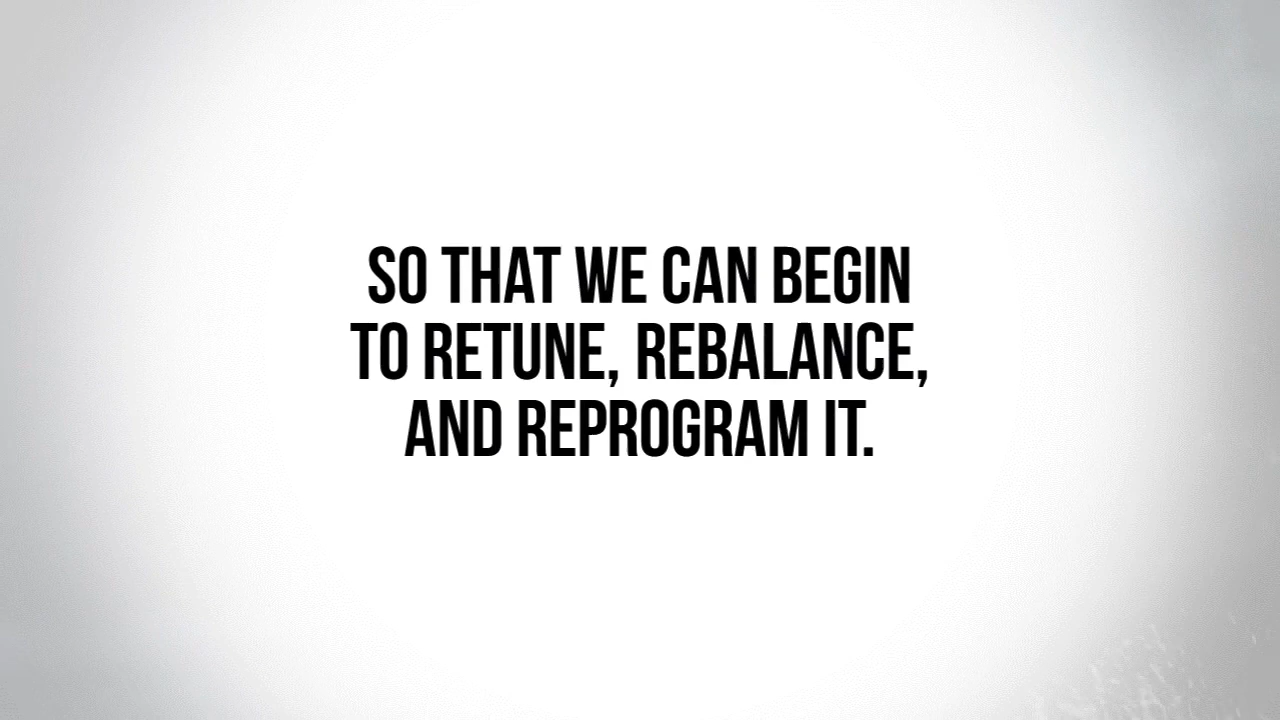 SO THAT WE CAN BEGIN
TO RETUNE, REBALANCE,
AND REPROGRAM IT.